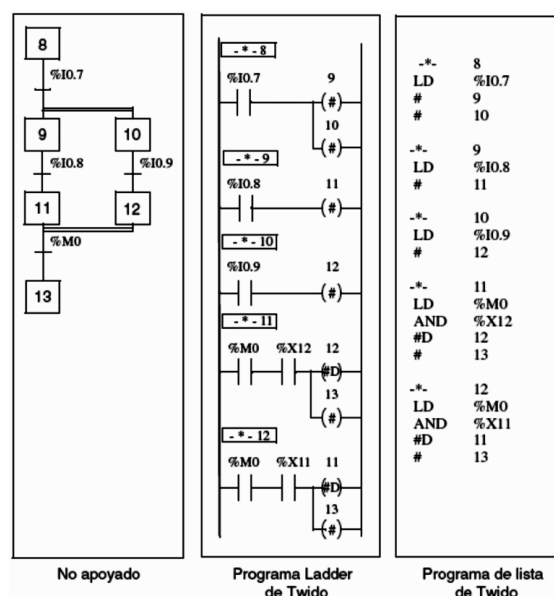 8
%I0.7
9 10
%I0.8 %I0.9
11 12
%M0
13
No apoyado
- * - 8
%I0.7 9
(#)
10
(#)
- * - 9
%I0.8 11
(#)
- * - 10
%I0.9 12
(#)
- * - 11
%M0 %X12 12
(#D)
13
(#)
- * - 12
%M0 %X11 11
(#D)
13
(#)
Programa Ladder
de Twido
-*- 8
LD %I0.7
# 9
# 10
-*- 9
LD %I0.8
# 11
-*- 10
LD %I0.9
# 12
-*- 11
LD %M0
AND %X12
#D 12
# 13
-*- 12
LD %M0
AND %X11
#D 11
# 13
Programa de lista
de Twido